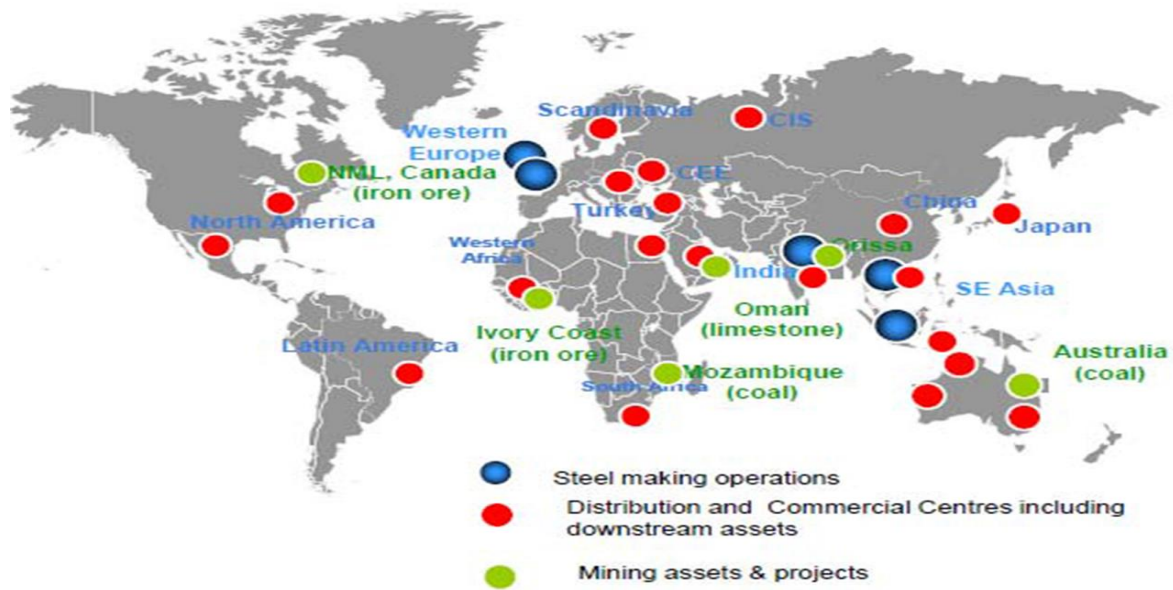 Scandinavia
CIS
Western
Europe
NML, Canada
(iron ore)
CEE
North America
Turkey
China
Japan
Western
Africa
Orissa
India
SE Asia
Oman
(limestone)
Ivory Coast
(iron ore)
Latin America
Australia
(coal)
Mozambique
(coal)
South Africa
Steel making operations
Distribution and Commercial Centres including
downstream assets
Mining assets & projects